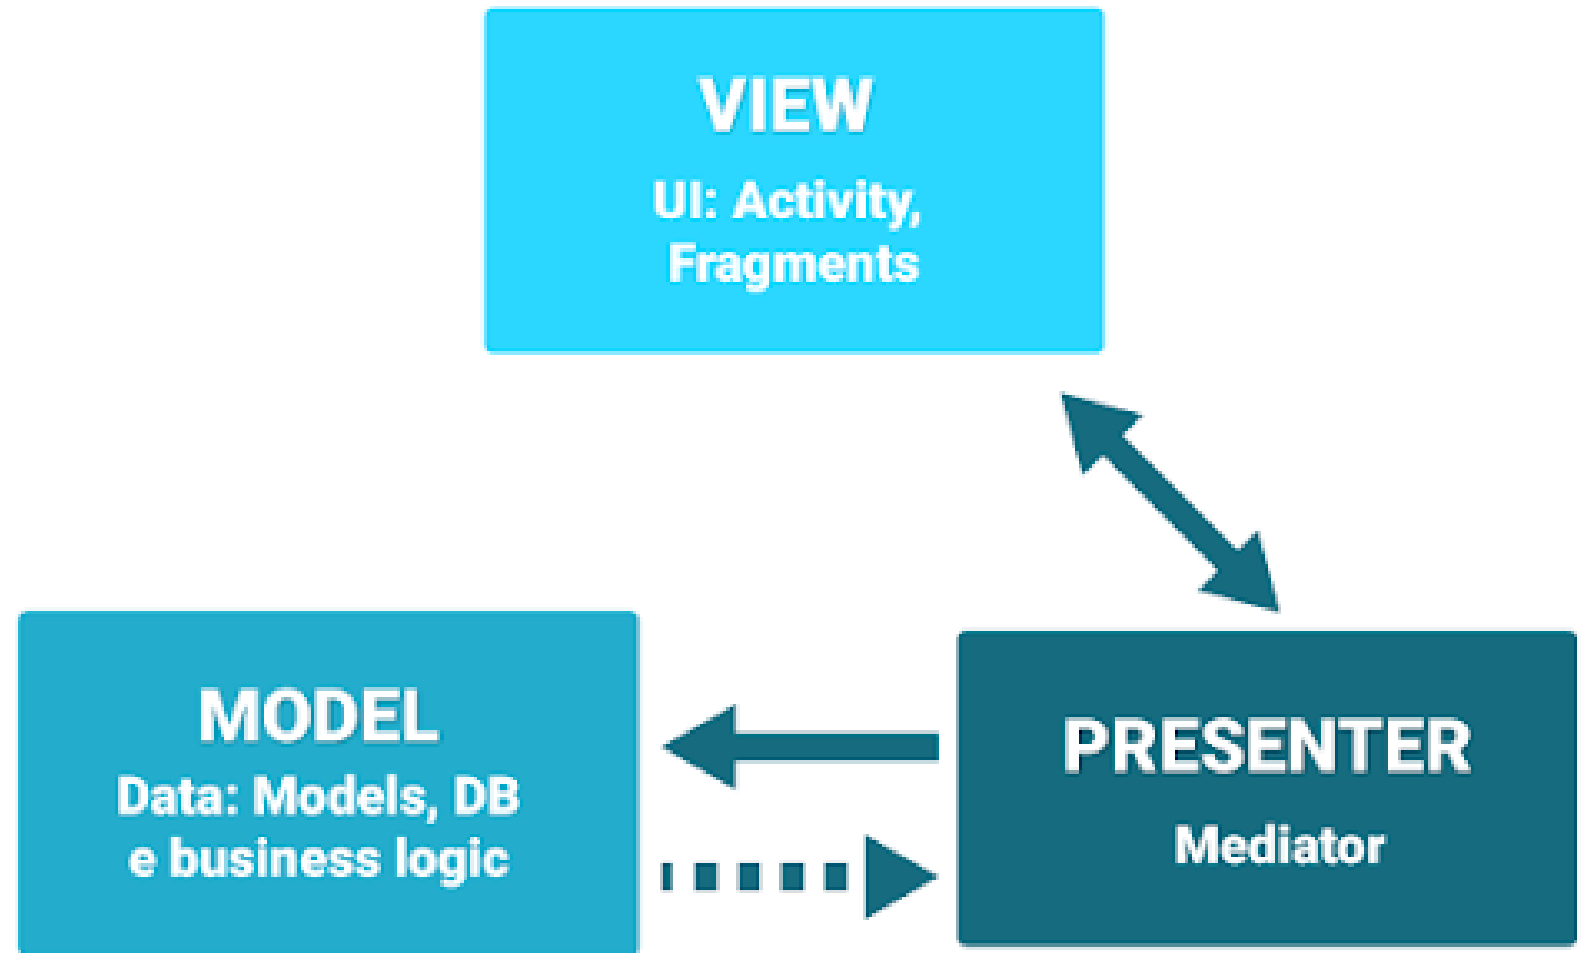 VIEW
UI: Activity,
Fragments
MODEL
Data: Models, DB
e business logic
PRESENTER
Mediator